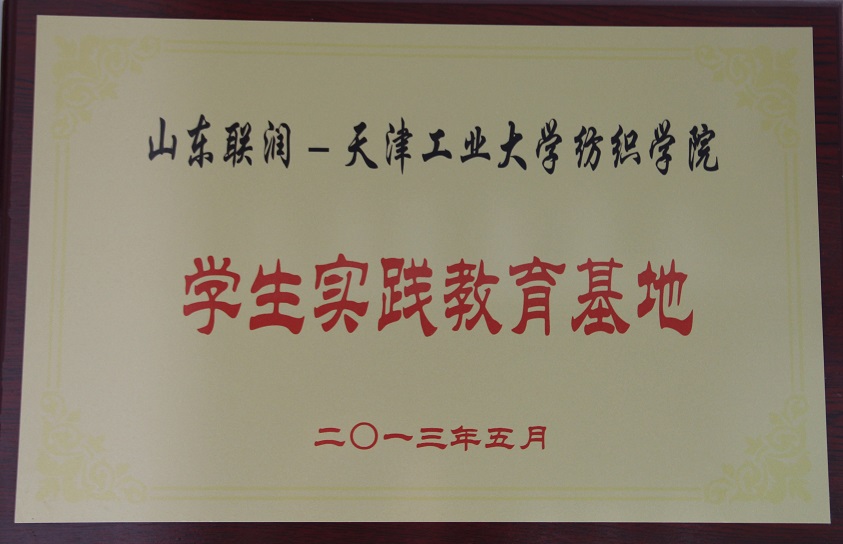 山东联润－天津工业大学纺织学院
学生实践教育基地
二〇一三年五月